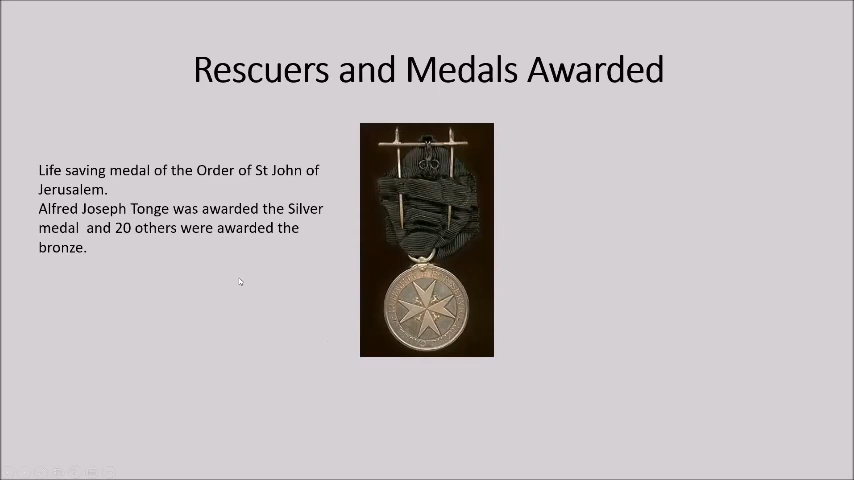 Rescuers and Medals Awarded
Life saving medal of the Order of St John of
Jerusalem.
Alfred Joseph Tonge was awarded the Silver
medal  and 20 others were awarded the
bronze.